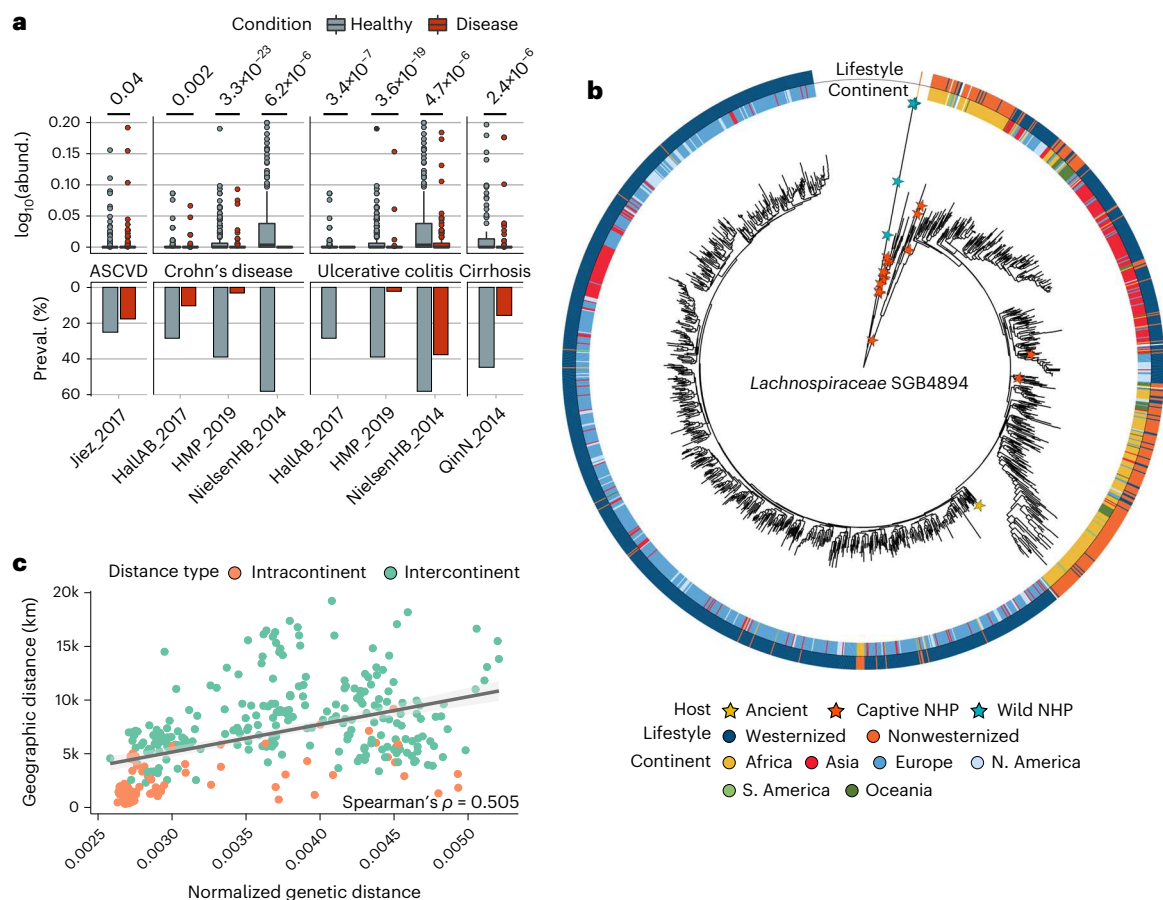 a
Condition Healthy Disease
0.04
0.002
3.3×10−23
6.2×10−6
3.4×10−7
3.6×10−19
4.7×10−6
2.4×10−6
log10(abund.)
0.20
0.15
0.10
0.05
0
ASCVD Crohn's disease Ulcerative colitis Cirrhosis
Preval. (%)
0
20
40
60
Jiez_2017
HallAB_2017
HMP_2019
NielsenHB_2014
HallAB_2017
HMP_2019
NielsenHB_2014
QinN_2014
b
Lifestyle
Continent
Lachnospiraceae SGB4894
Host Ancient Captive NHP Wild NHP
Lifestyle Westernized Nonwesternized
Continent Africa Asia Europe N. America
S. America Oceania
c
Distance type Intracontinent Intercontinent
Geographic distance (km)
20k
15k
10k
5k
0
Spearman's ρ = 0.505
0.0025
0.0030
0.0035
0.0040
0.0045
0.0050
Normalized genetic distance